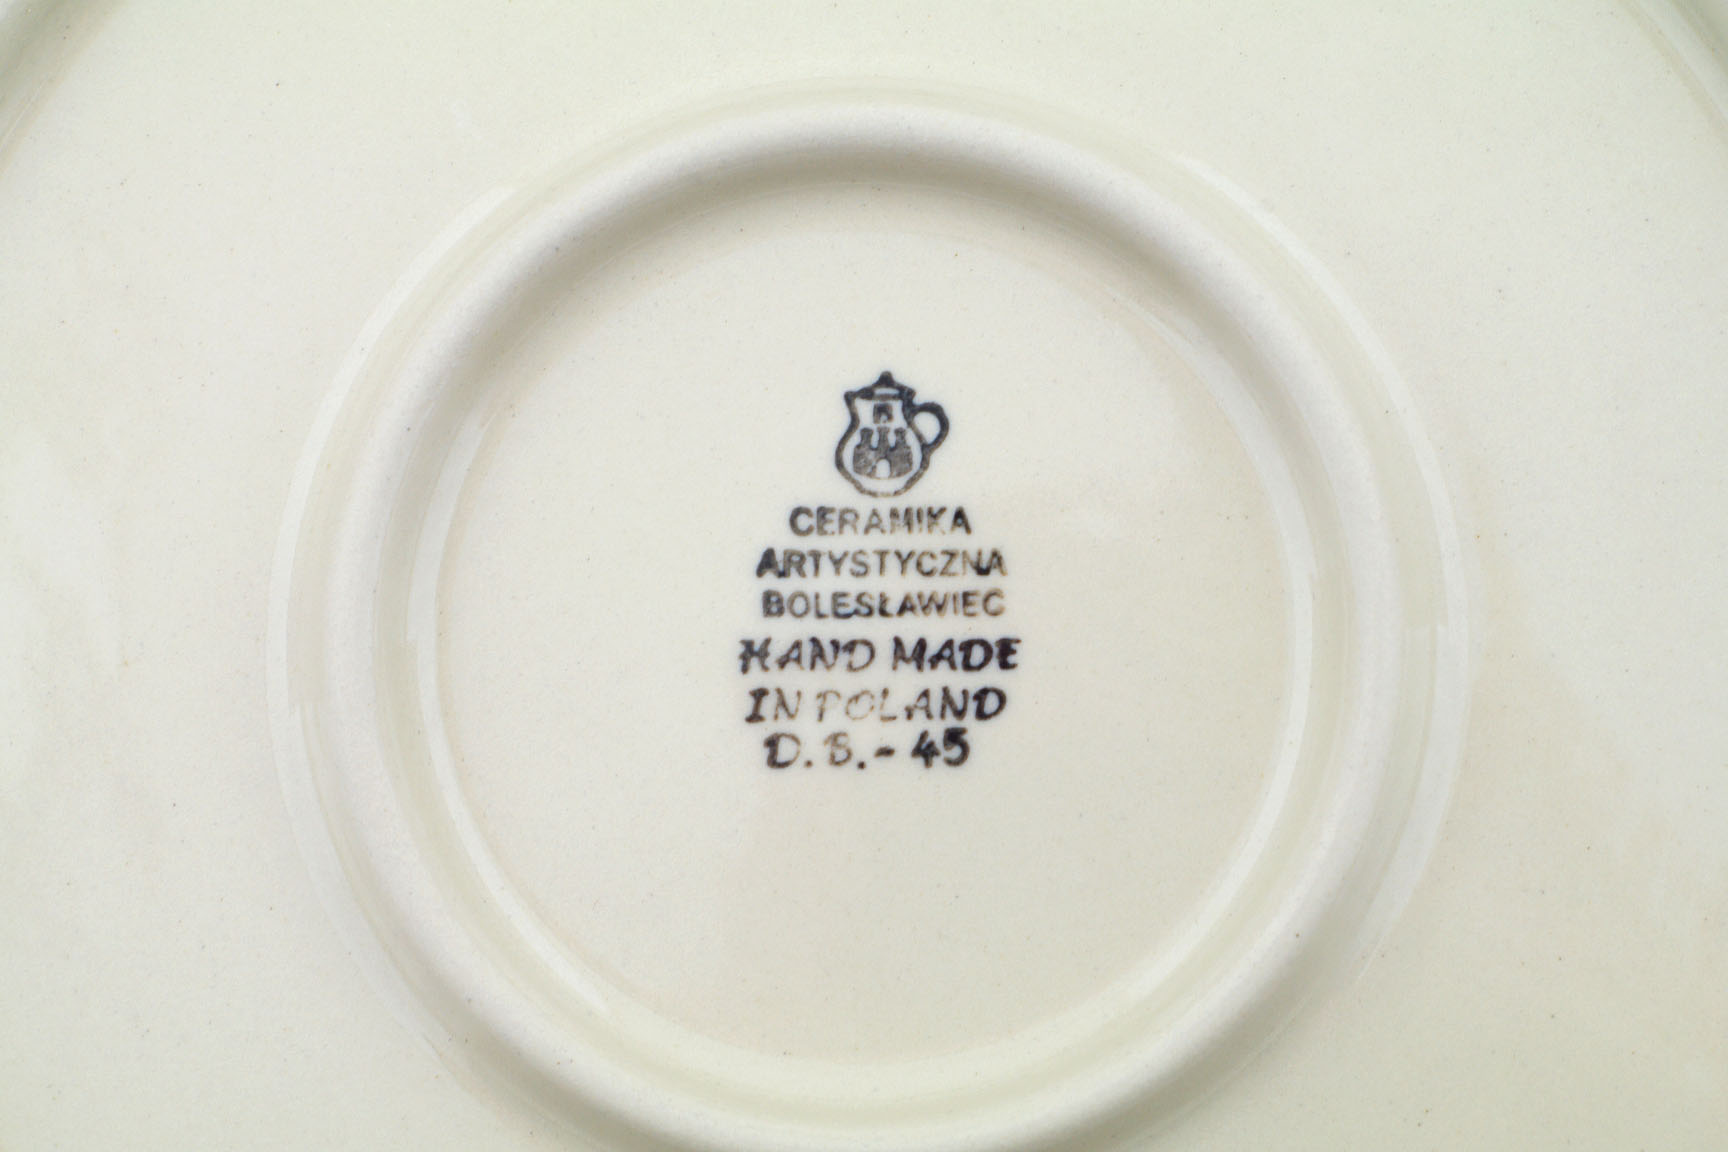 CERAMIKA
ARTYSTYCZNA
BOLESŁAWIEC
HAND MADE
IN POLAND
D.B.-45